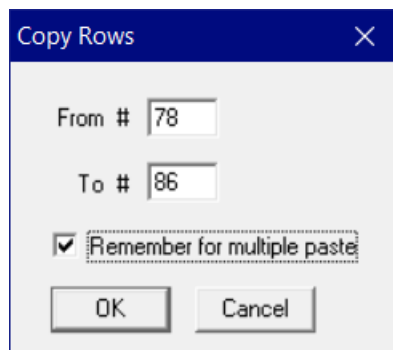 Copy Rows
From # 78
To # 86
Remember for multiple paste
OK Cancel